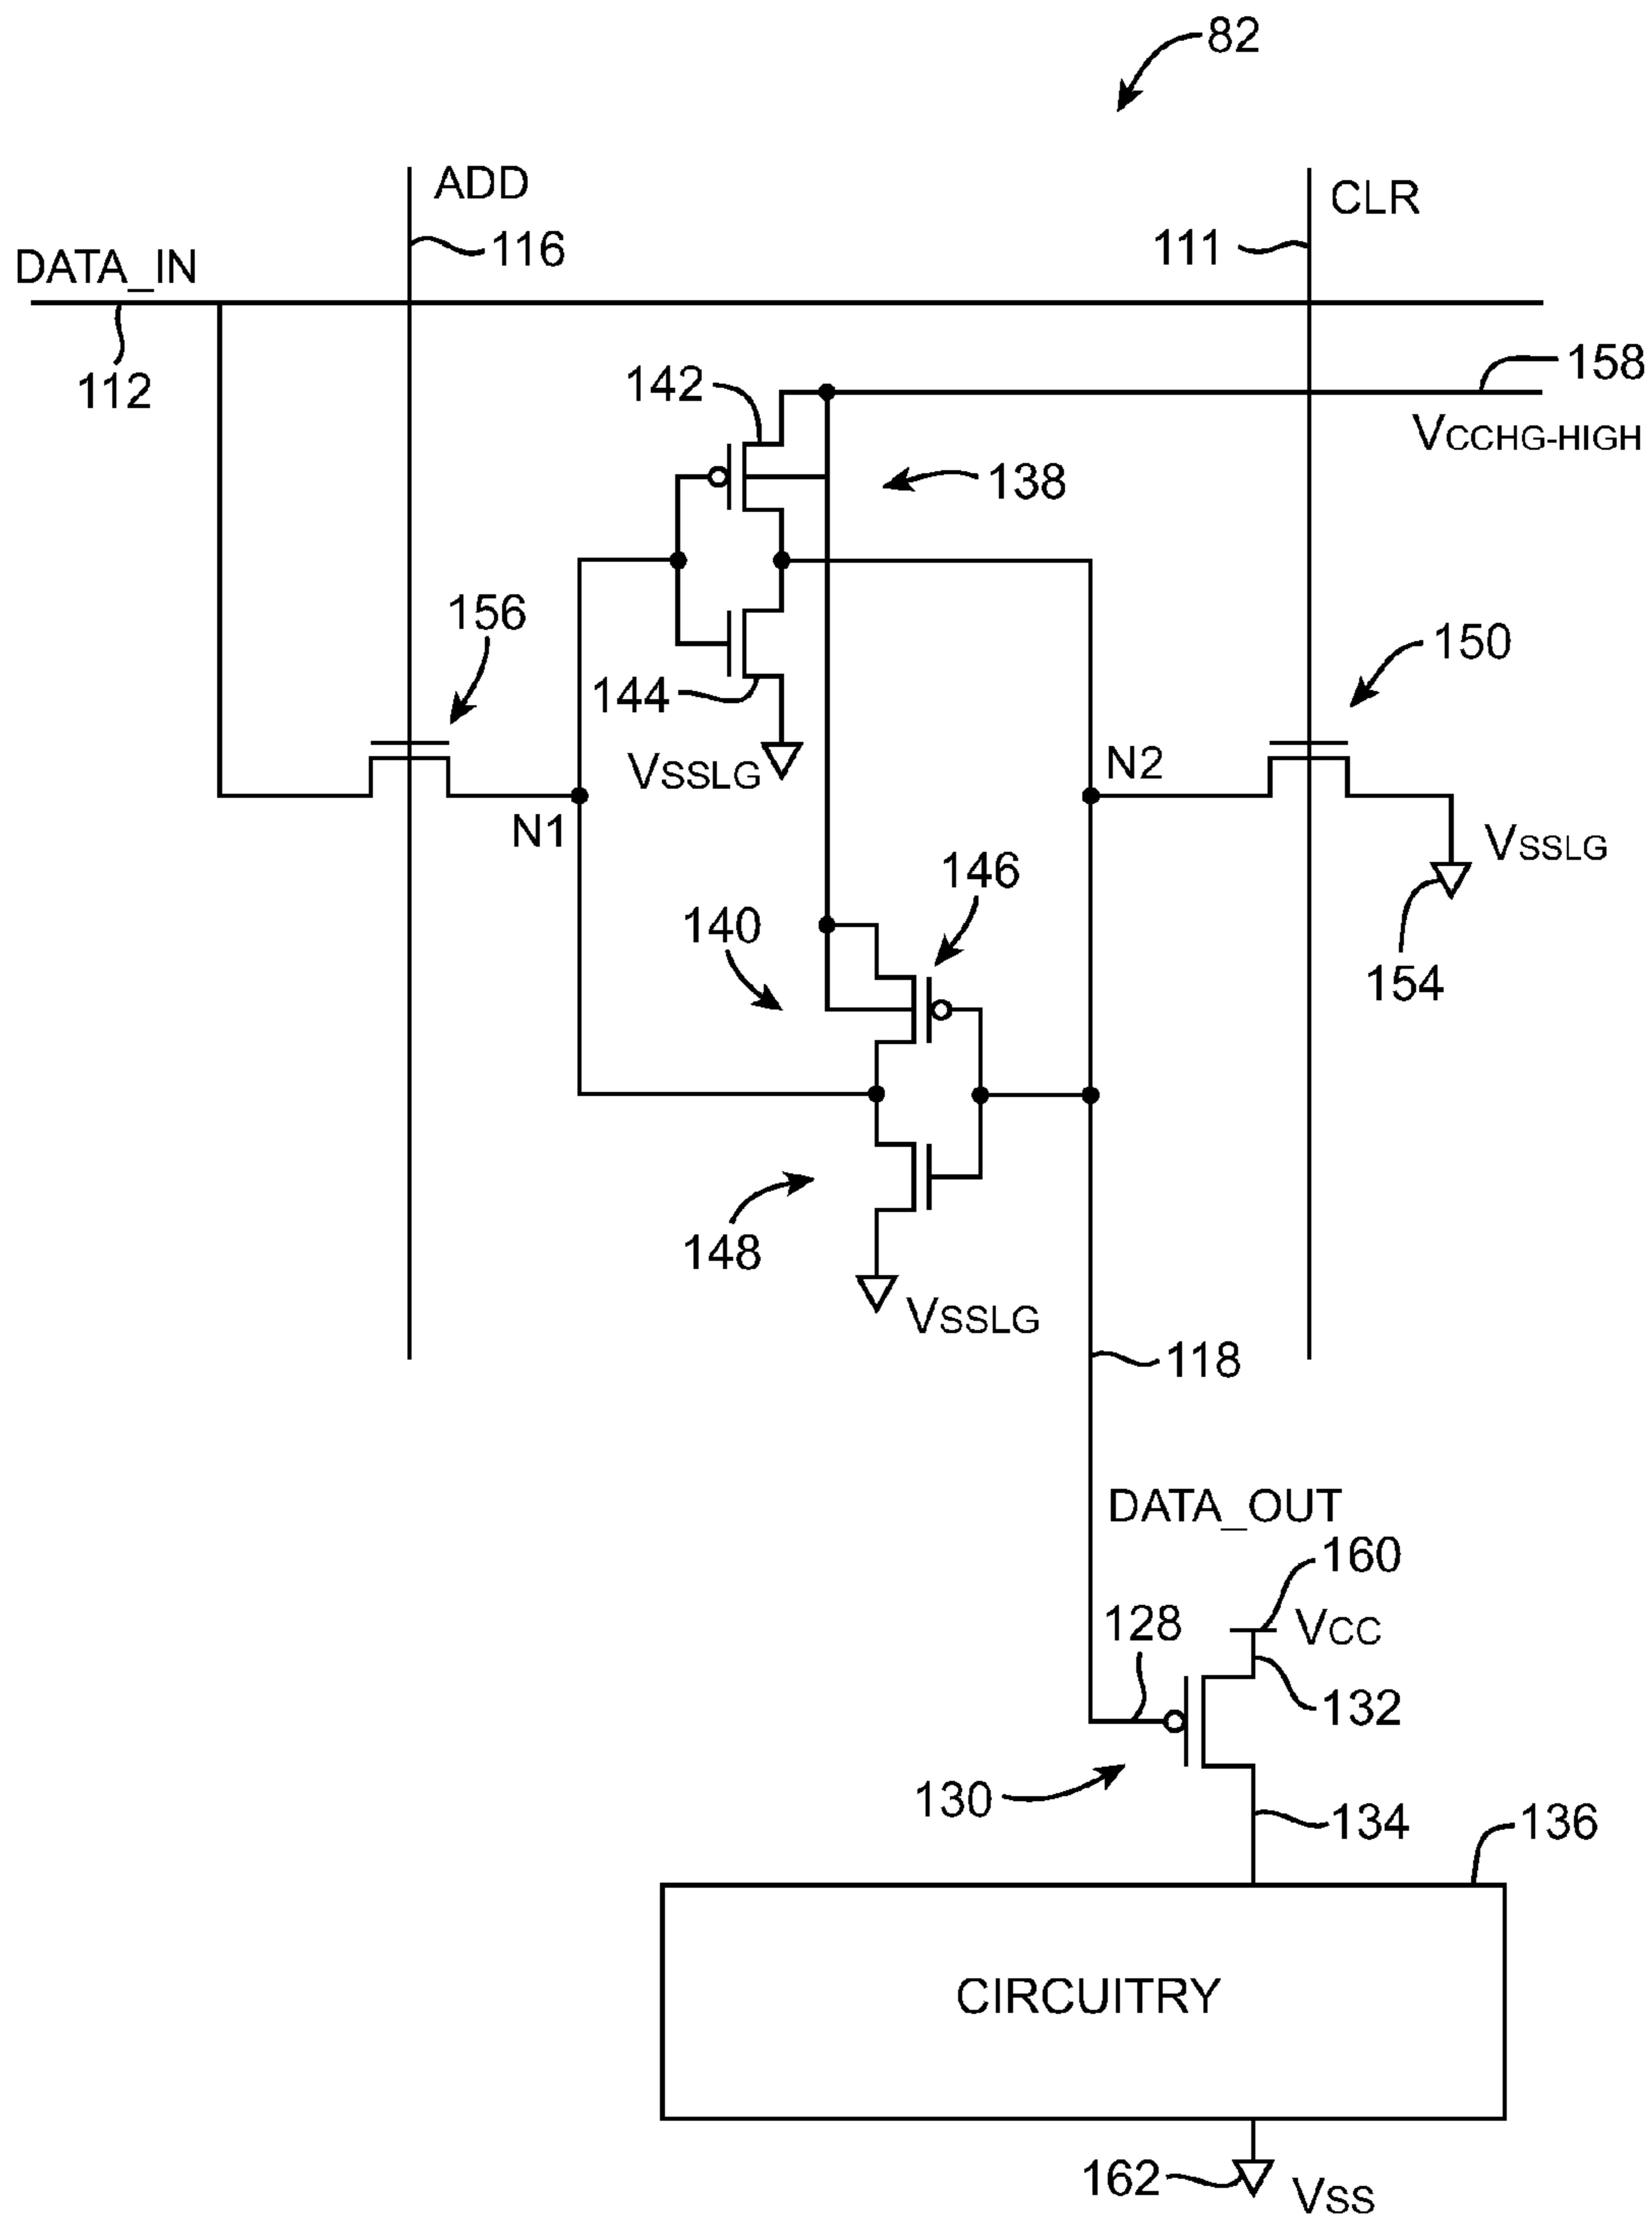 82
ADD
CLR
116
111
DATA_IN
112
142
158
VCCHG-HIGH
138
156
150
144
VSSLG
N2
N1
VSSLG
146
140
154
148
VSSLG
118
DATA_OUT
160
128
VCC
132
130
134
136
CIRCUITRY
162
VSS